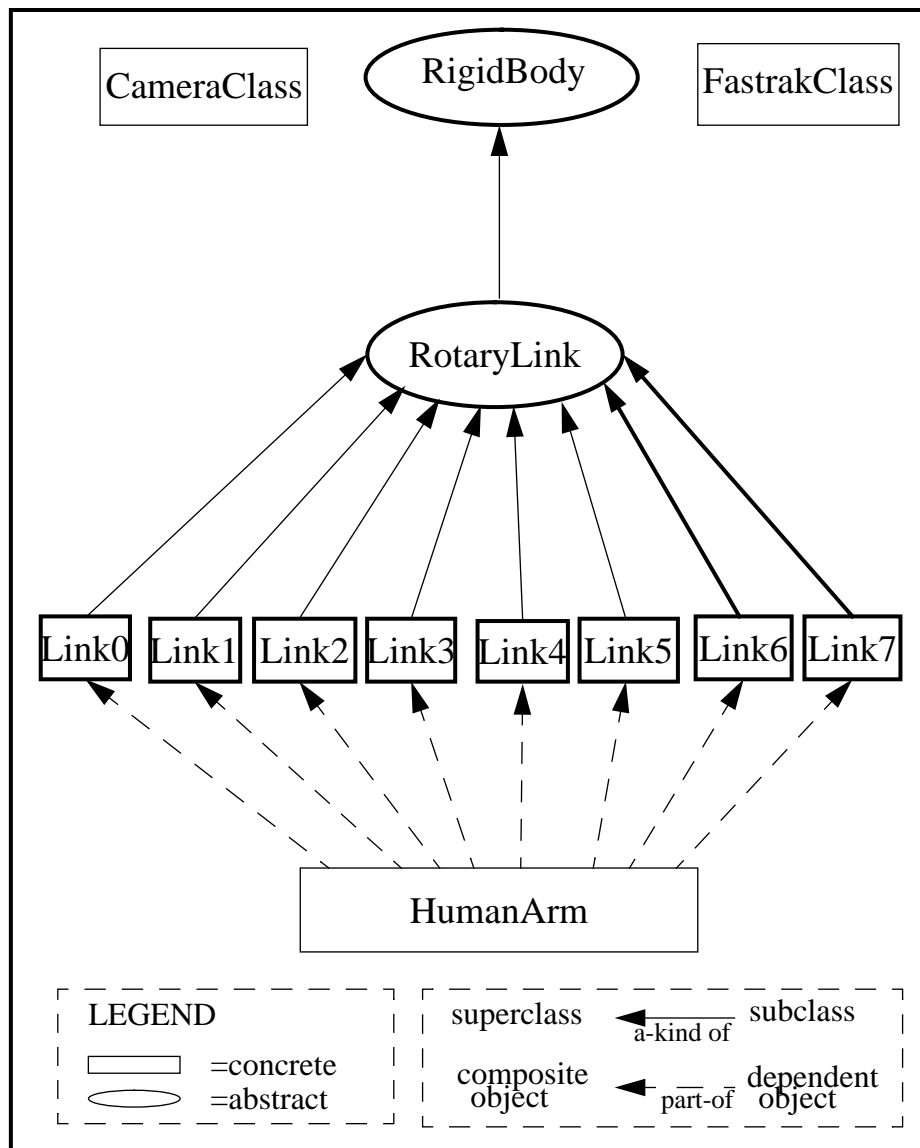 CameraClass
RigidBody
FastrakClass
RotaryLink
Link0
Link1
Link2
Link3
Link4
Link5
Link6
Link7
HumanArm
LEGEND
=concrete
=abstract
superclass
a-kind of
subclass
composite
object
part-of
dependent
object